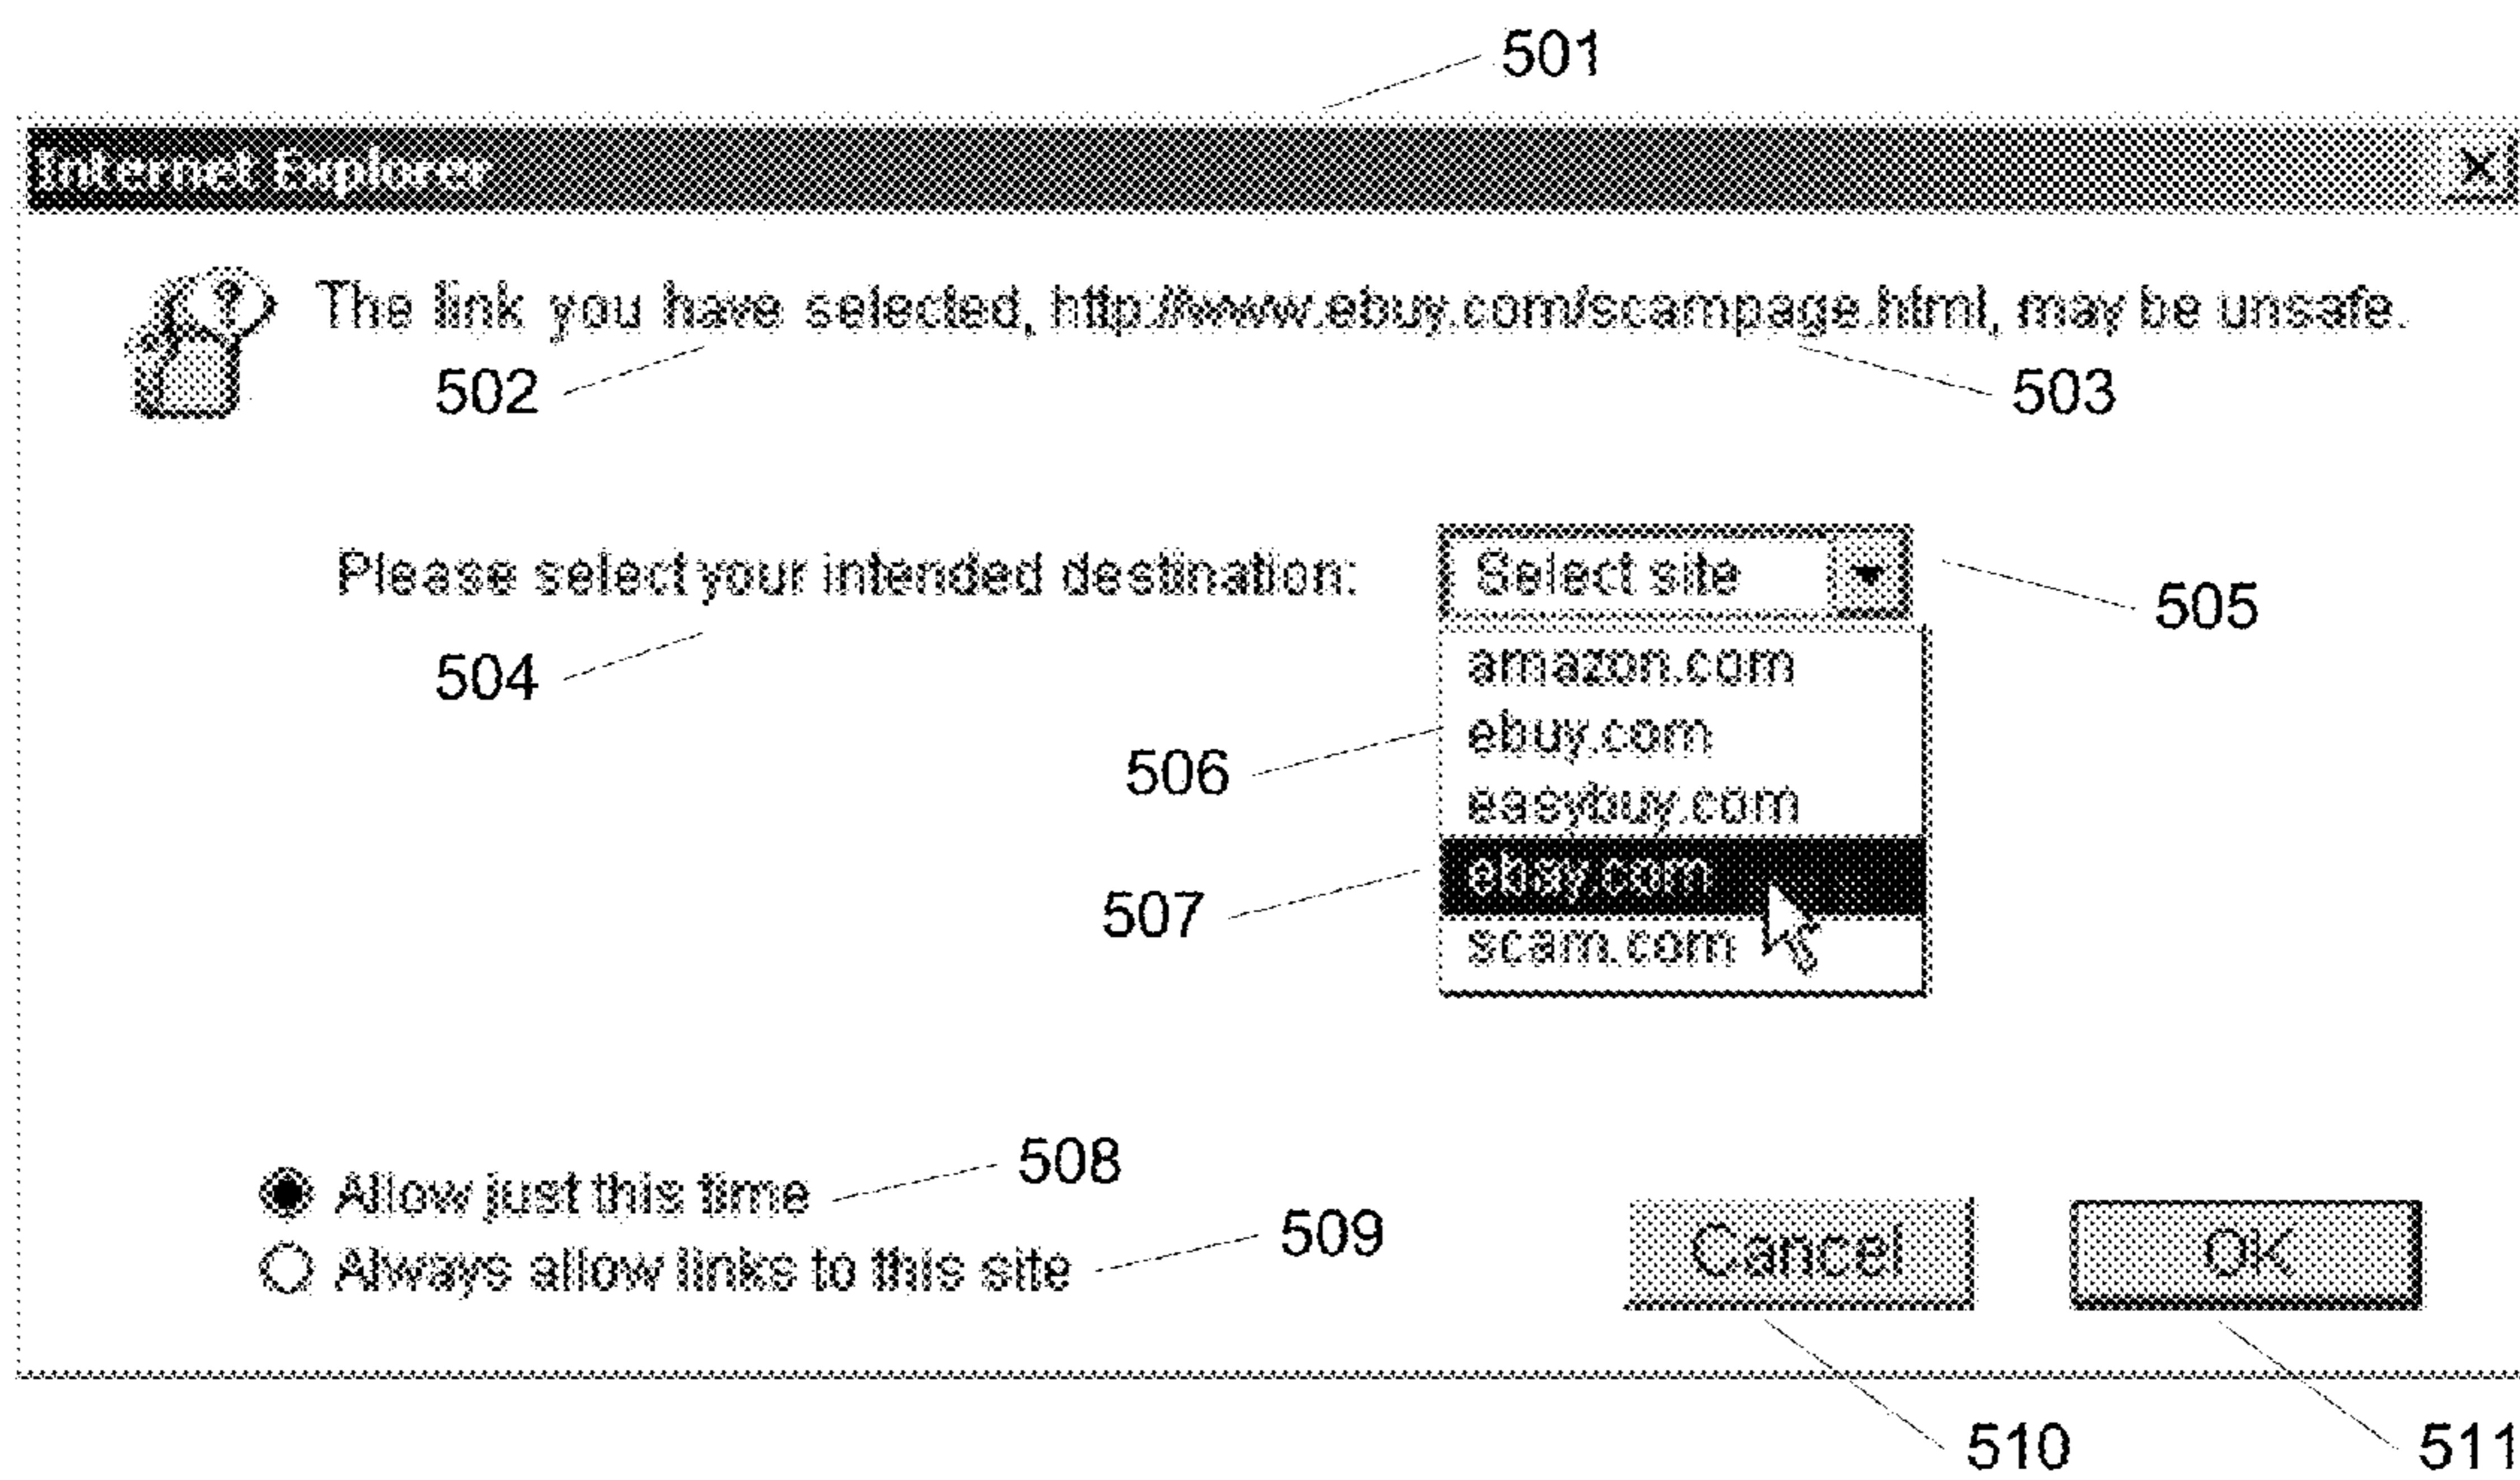 501
Internet Explorer
The link you have selected, http://www.ebuy.com/scampage.html, may be unsafe.
502
503
Please select your intended destination:
Select site
505
504
amazon.com
ebuy.com
506
easybuy.com
ebay.com
507
scam.com
Allow just this time
508
Always allow links to this site
509
Cancel
OK
510
511